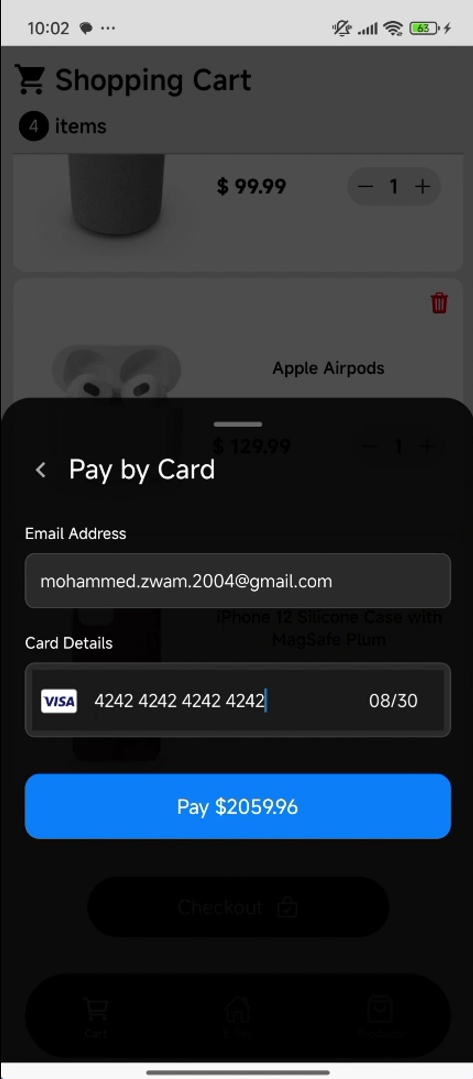 10:02
63
Shopping Cart
4 items
$ 99.99
1
Apple Airpods
$ 129.99
1
Pay by Card
Email Address
mohammed.zwam.2004@gmail.com
iPhone 12 Silicone Case with
MagSafe Plum
Card Details
VISA 4242 4242 4242 4242 08/30
Pay $2059.96
Checkout
Cart
Products